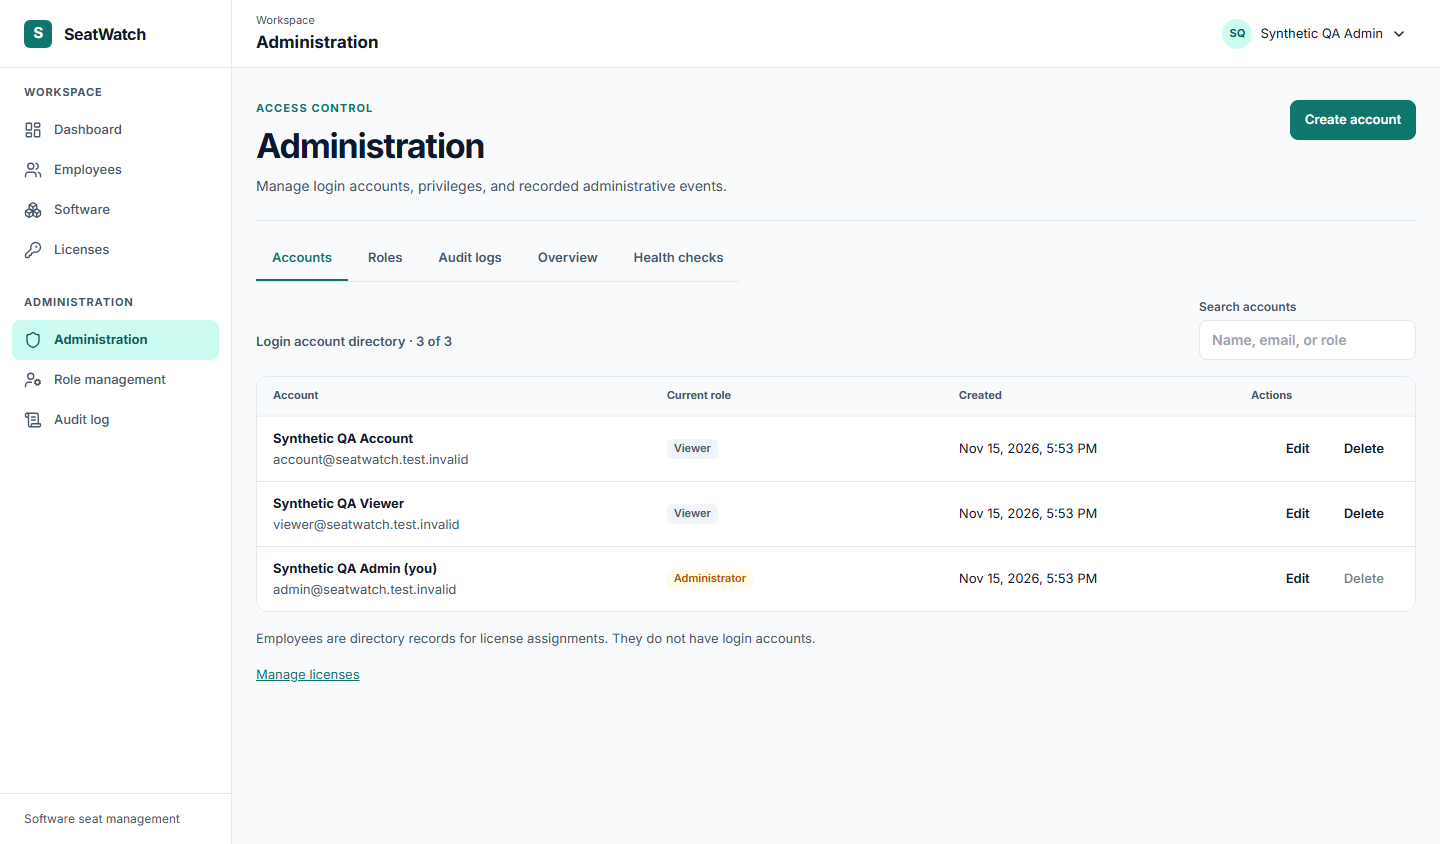 S
SeatWatch
WORKSPACE
Dashboard
Employees
Software
Licenses
ADMINISTRATION
Administration
Role management
Audit log
Software seat management
Workspace
Administration
SQ
Synthetic QA Admin
ACCESS CONTROL
Administration
Manage login accounts, privileges, and recorded administrative events.
Create account
Accounts Roles Audit logs Overview Health checks
Search accounts
Login account directory · 3 of 3
Name, email, or role
Account Current role Created Actions
Synthetic QA Account
account@seatwatch.test.invalid
Viewer
Nov 15, 2026, 5:53 PM
Edit Delete
Synthetic QA Viewer
viewer@seatwatch.test.invalid
Viewer
Nov 15, 2026, 5:53 PM
Edit Delete
Synthetic QA Admin (you)
admin@seatwatch.test.invalid
Administrator
Nov 15, 2026, 5:53 PM
Edit Delete
Employees are directory records for license assignments. They do not have login accounts.
Manage licenses